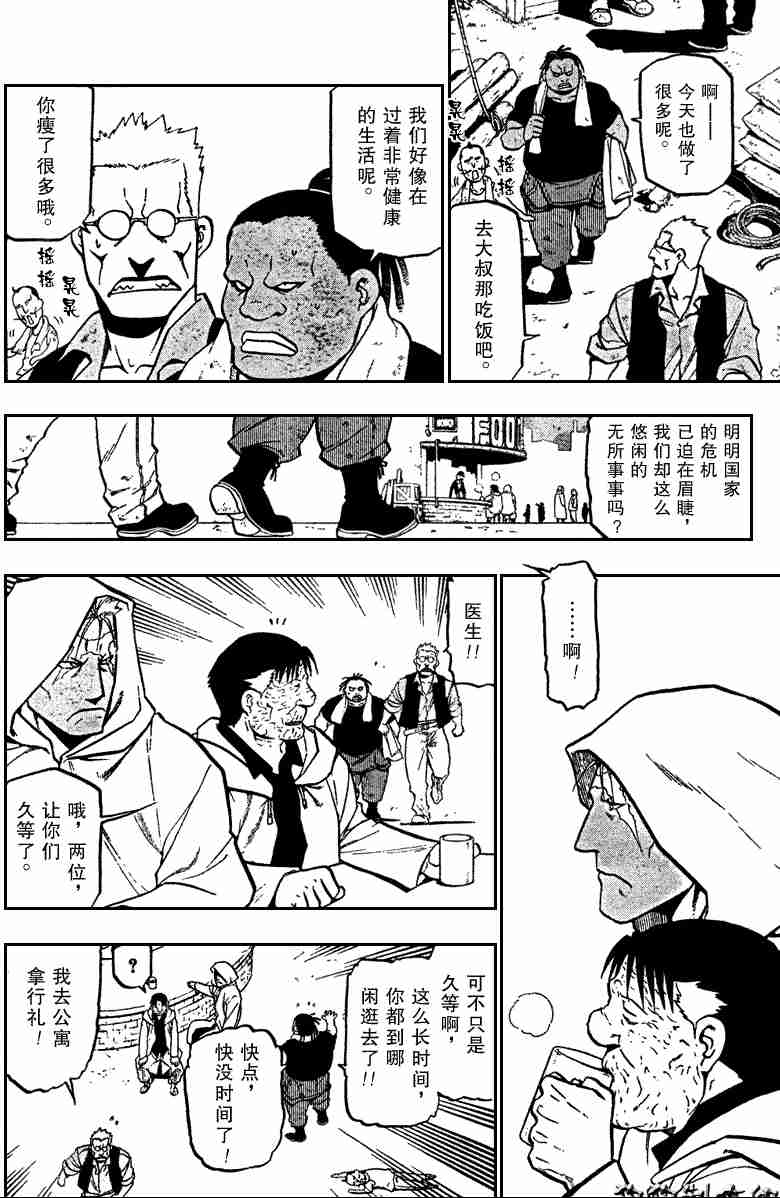 啊——
今天也做了
很多呢。
晃晃
摇摇
摇摇
去大叔那吃饭吧。
我们好像在
过着非常健康
的生活呢。
你瘦了很多哦。
摇摇
晃晃
明明国家
的危机
已迫在眉睫，
我们却这么
悠闲的
无所事事吗？
FOO
……啊！
医生！！
哦，两位，
让你们
久等了。
可不只是
久等啊，
这么长时间，
你都到哪
闲逛去了！！
？
快点，
快没时间了！
我去公寓
拿行礼！